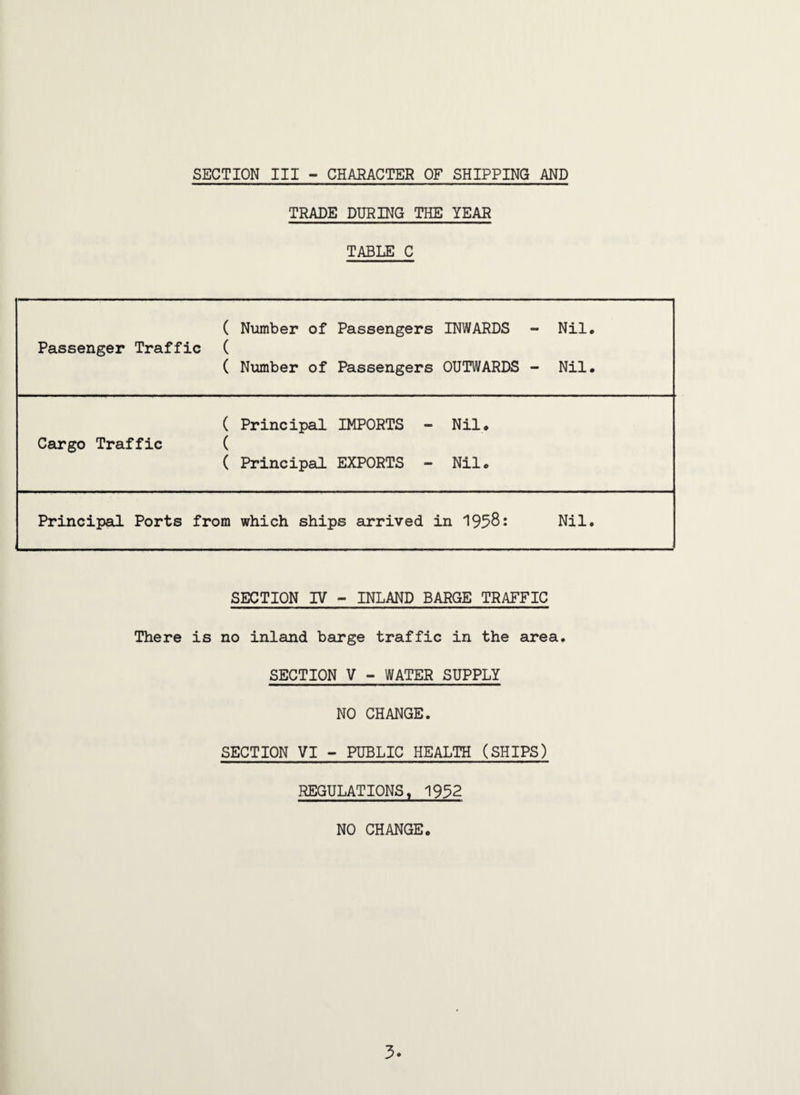 SECTION III - CHARACTER OF SHIPPING AND
TRADE DURING THE YEAR
TABLE C
( Number of Passengers INWARDS - Nil.
Passenger Traffic (
( Number of Passengers OUTWARDS - Nil.
( Principal IMPORTS - Nil.
Cargo Traffic (
( Principal EXPORTS - Nil.
Principal Ports from which ships arrived in 1958: Nil.
SECTION IV - INLAND BARGE TRAFFIC
There is no inland barge traffic in the area.
SECTION V - WATER SUPPLY
NO CHANGE.
SECTION VI - PUBLIC HEALTH (SHIPS)
REGULATIONS, 1952
NO CHANGE.
3.